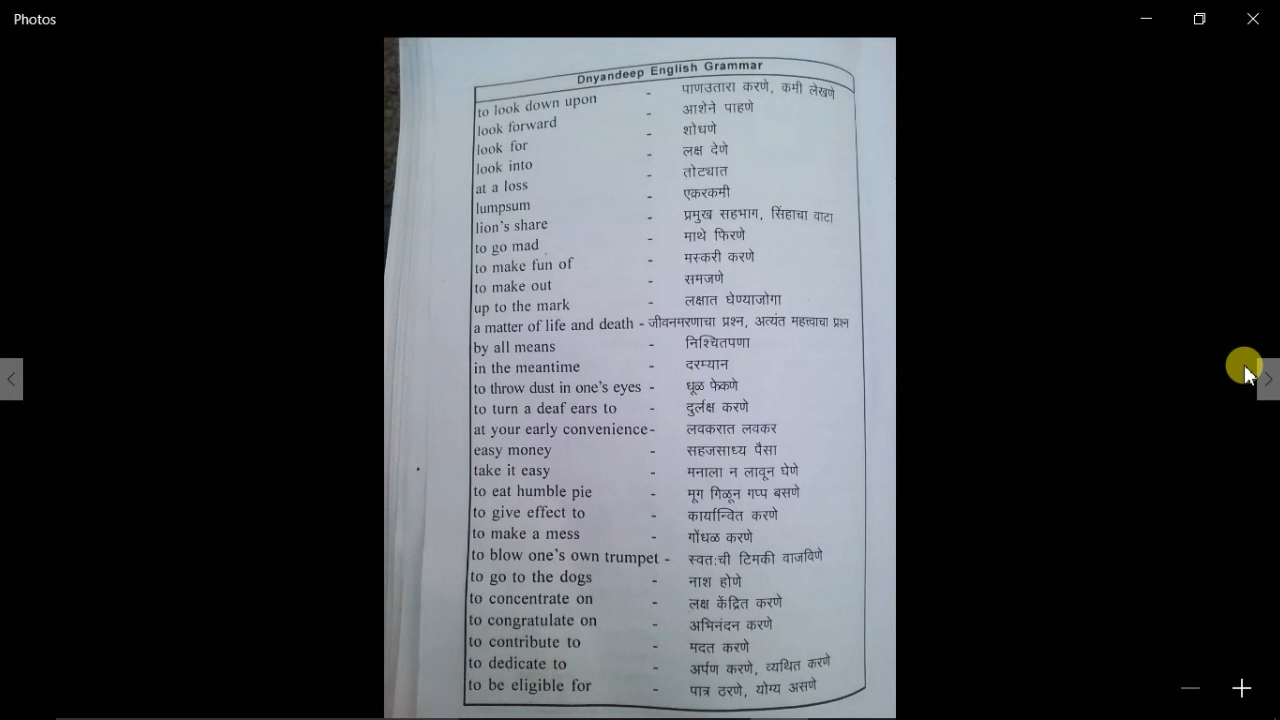 Photos
Dnyandeep English Grammar
to look down upon - पाणउतारा करणे, कमी लेखणे
look forward - आशेने पाहणे
look for - शोधणे
look into - लक्ष देणे
at a loss - तोट्यात
lumpsum - एकरकमी
lion's share - प्रमुख सहभाग, सिंहाचा वाटा
to go mad - माथे फिरणे
to make fun of - मस्करी करणे
to make out - समजणे
up to the mark - लक्षात घेण्याजोगा
a matter of life and death - जीवनमरणाचा प्रश्न, अत्यंत महत्त्वाचा प्रश्न
by all means - निश्चितपणा
in the meantime - दरम्यान
to throw dust in one's eyes - धूळ फेकणे
to turn a deaf ears to - दुर्लक्ष करणे
at your early convenience - लवकरात लवकर
easy money - सहजसाध्य पैसा
take it easy - मनाला न लावून घेणे
to eat humble pie - मूग गिळून गप्प बसणे
to give effect to - कार्यान्वित करणे
to make a mess - गोंधळ करणे
to blow one's own trumpet - स्वत:ची टिमकी वाजविणे
to go to the dogs - नाश होणे
to concentrate on - लक्ष केंद्रित करणे
to congratulate on - अभिनंदन करणे
to contribute to - मदत करणे
to dedicate to - अर्पण करणे, व्यथित करणे
to be eligible for - पात्र ठरणे, योग्य असणे